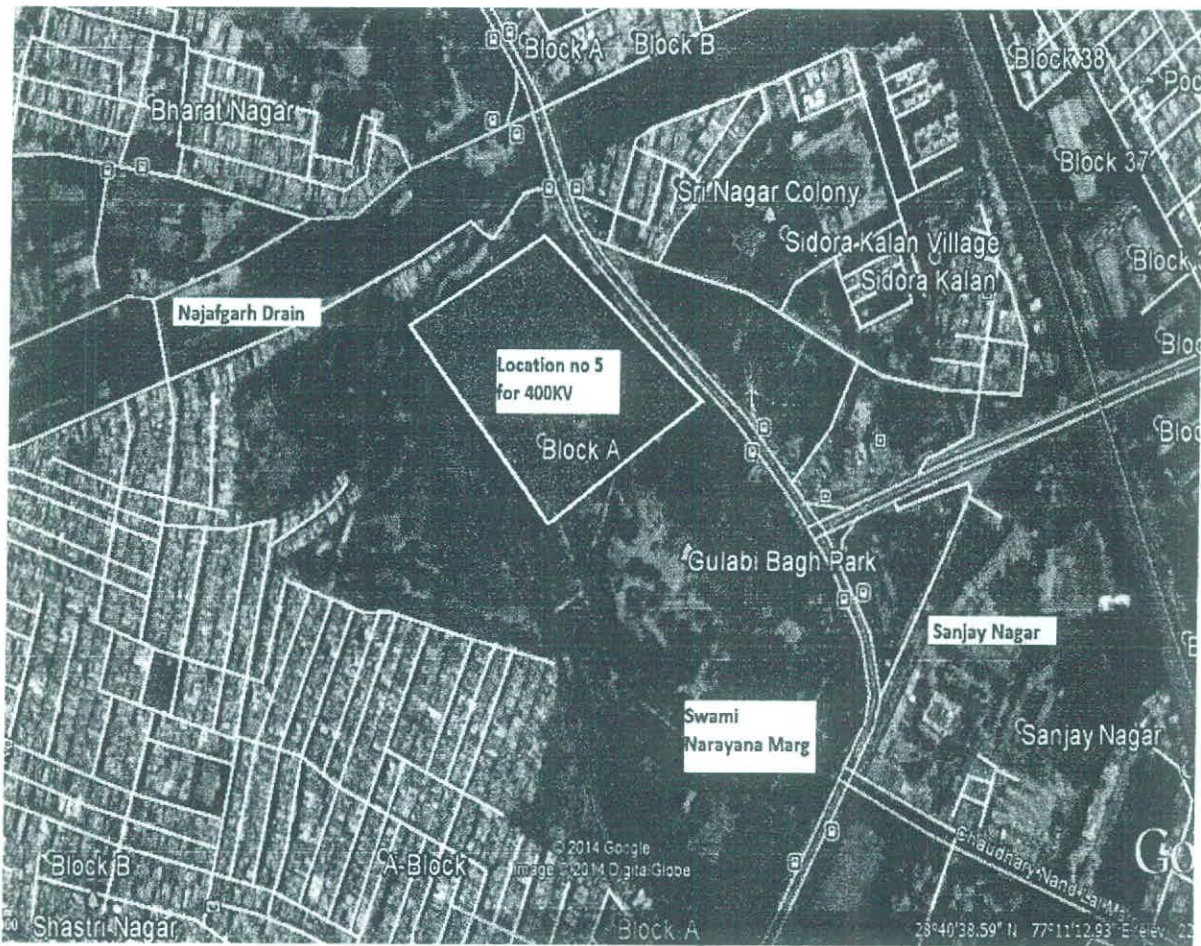 Block A
Block B
Block 38
Bharat Nagar
Block 37
Sri Nagar Colony
Sidora Kalan Village
Sidora Kalan
Najafgarh Drain
Location no 5
for 400KV
Block A
Gulabi Bagh Park
Sanjay Nagar
Swami
Narayana Marg
Sanjay Nagar
© 2014 Google
Image © 2014 DigitalGlobe
Chaudhary Nand Lal
Block B
A-Block
Shastri Nagar
Block A
28°40'38.59" N 77°11'12.93" E elev 22